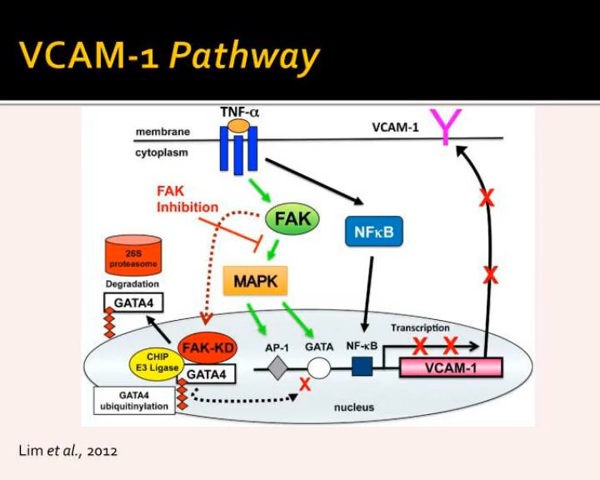 VCAM-1 Pathway
TNF-α
membrane
VCAM-1
cytoplasm
FAK
Inhibition
X
FAK
NFκB
26S
proteasome
X
MAPK
Degradation
GATA4
Transcription
FAK-KD
AP-1
GATA
NF-κB
X X
CHIP
E3 Ligase
GATA4
VCAM-1
X
GATA4
ubiquitinylation
nucleus
Lim et al., 2012